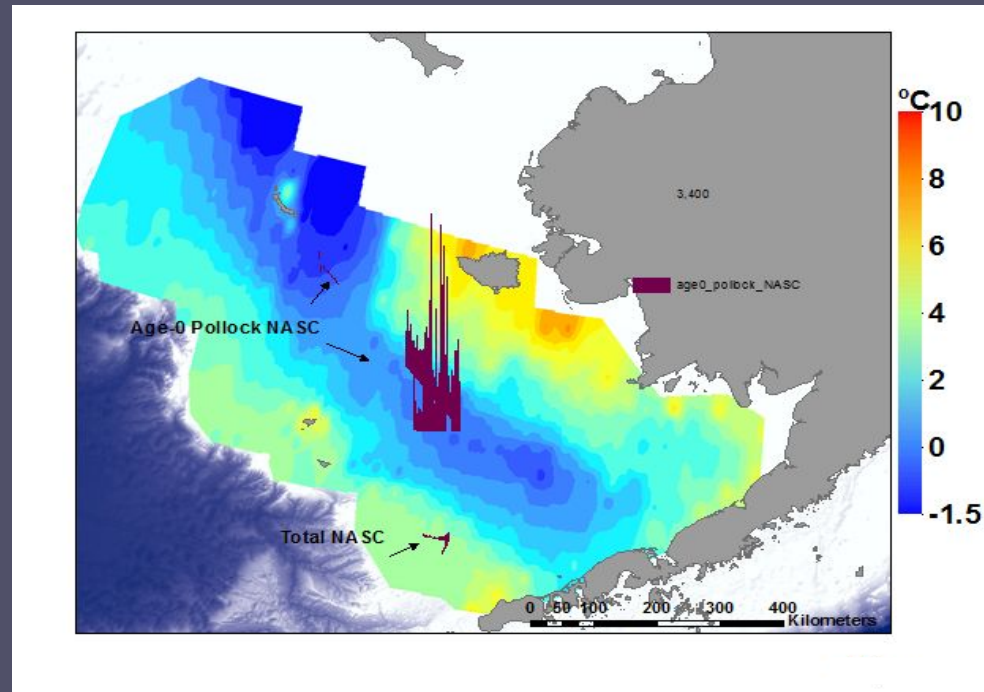 °C
10
8
6
4
2
0
-1.5
3,400
age0_pollock_NASC
Age-0 Pollock NASC
Total NASC
0 50 100 200 300 400
Kilometers